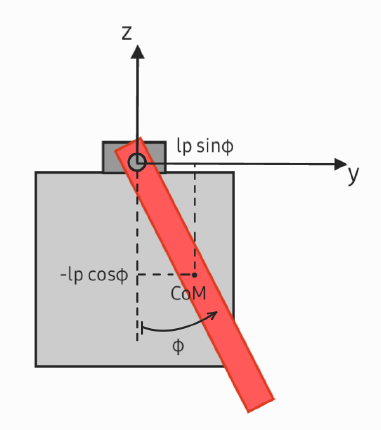 z
lp sinϕ
y
-lp cosϕ
CoM
ϕ